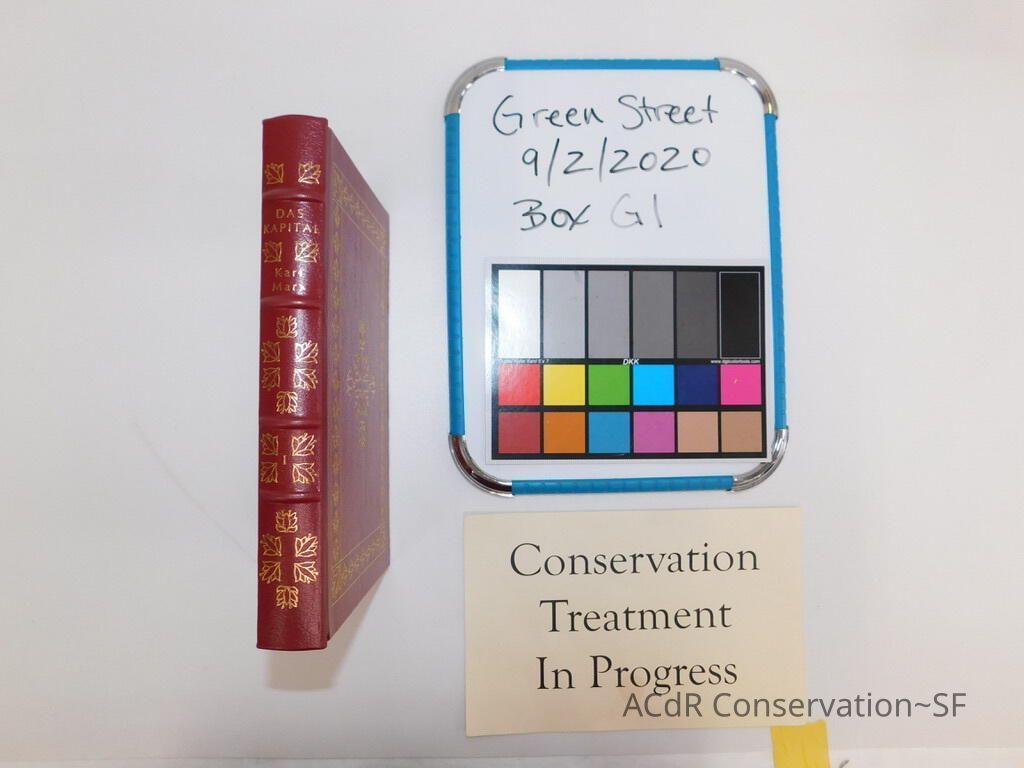 DAS
KAPITAL
Karl
Marx
I
Green Street
9/2/2020
Box G1
DKK
Conservation
Treatment
In Progress
ACdR Conservation~SF